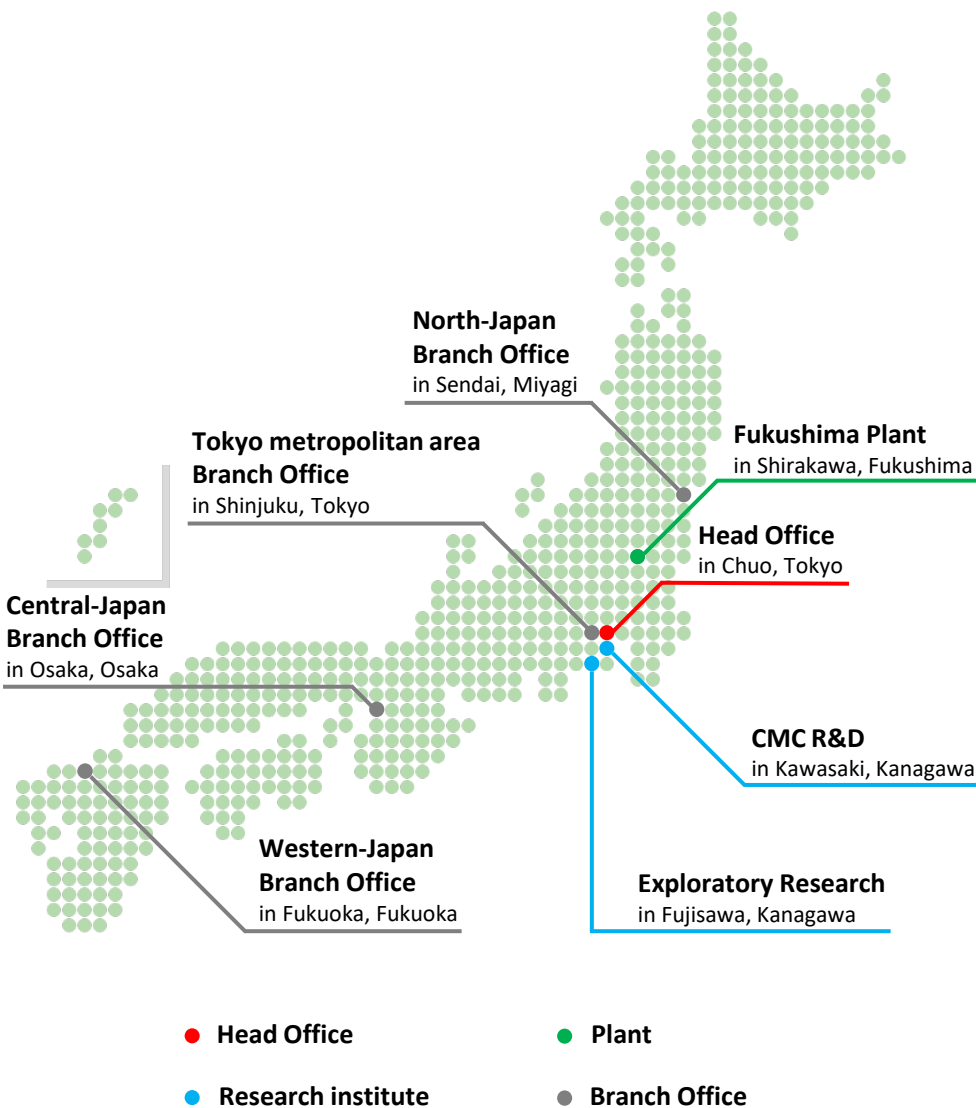 North-Japan
Branch Office
in Sendai, Miyagi
Tokyo metropolitan area
Branch Office
in Shinjuku, Tokyo
Fukushima Plant
in Shirakawa, Fukushima
Head Office
in Chuo, Tokyo
Central-Japan
Branch Office
in Osaka, Osaka
CMC R&D
in Kawasaki, Kanagawa
Western-Japan
Branch Office
in Fukuoka, Fukuoka
Exploratory Research
in Fujisawa, Kanagawa
Head Office
Plant
Research institute
Branch Office